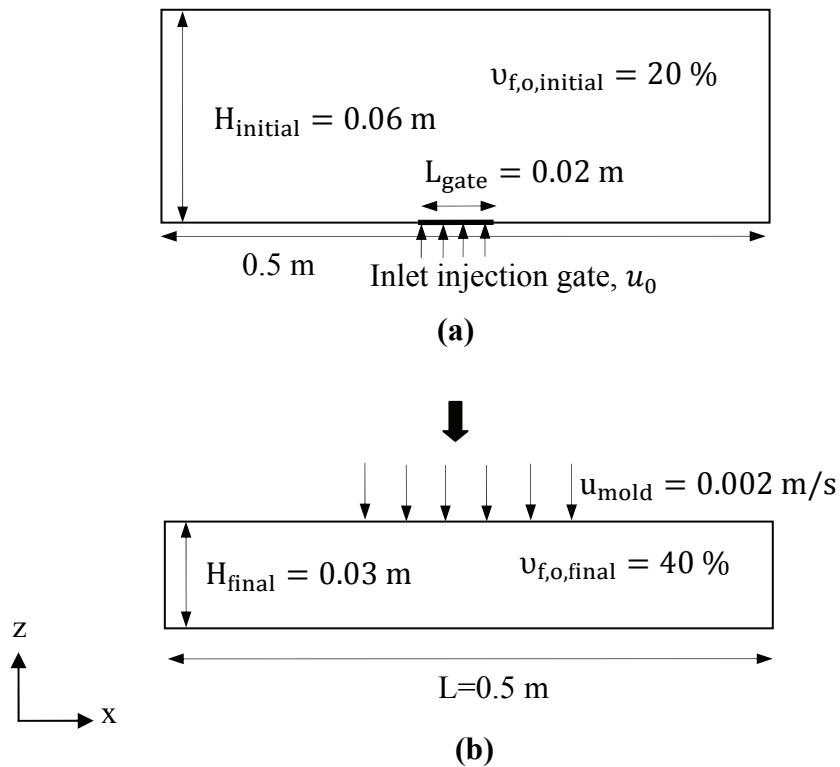 υf,o,initial = 20 %
Hinitial = 0.06 m
Lgate = 0.02 m
0.5 m
Inlet injection gate, u0
(a)
umold = 0.002 m/s
Hfinal = 0.03 m
υf,o,final = 40 %
z
x
L=0.5 m
(b)